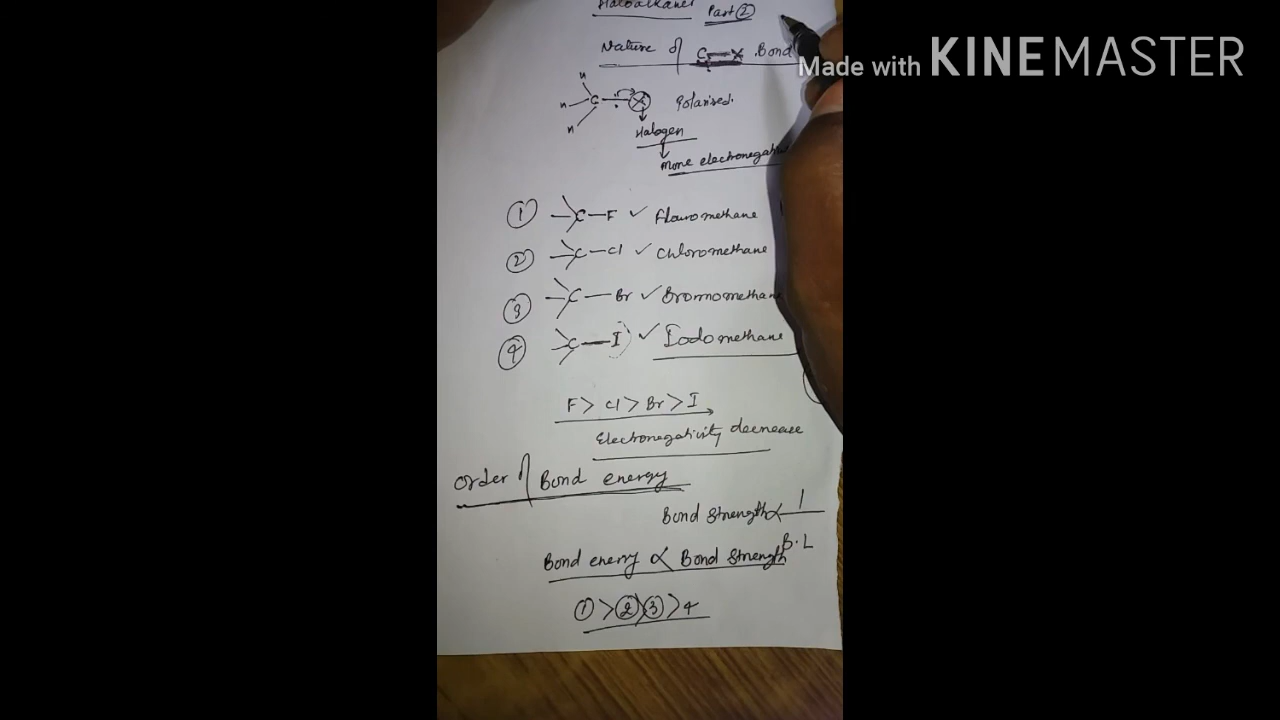 Haloalkanes Part ②
Nature of C—X Bond
Made with KINEMASTER
H
H C X Polarised.
H
Halogen
More electronegative
① C—F ✓ Flouromethane
② C—Cl ✓ Chloromethane
③ C—Br ✓ Bromomethane
④ C—I ✓ Iodomethane
F > Cl > Br > I
Electronegativity decrease
Order of Bond energy
Bond Strength ∝ 1
B.L
Bond energy ∝ Bond Strength
① > ② > ③ > 4